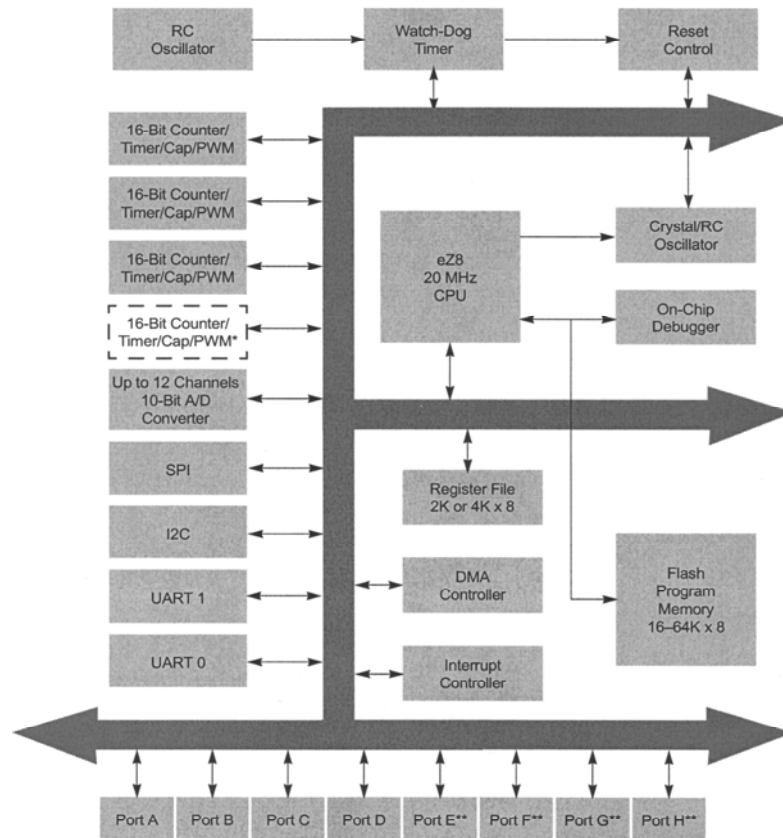 RC
Oscillator
Watch-Dog
Timer
Reset
Control
16-Bit Counter/
Timer/Cap/PWM
16-Bit Counter/
Timer/Cap/PWM
16-Bit Counter/
Timer/Cap/PWM
16-Bit Counter/
Timer/Cap/PWM*
Up to 12 Channels
10-Bit A/D
Converter
SPI
I2C
UART 1
UART 0
eZ8
20 MHz
CPU
Crystal/RC
Oscillator
On-Chip
Debugger
Register File
2K or 4K x 8
DMA
Controller
Interrupt
Controller
Flash
Program
Memory
16–64K x 8
Port A
Port B
Port C
Port D
Port E**
Port F**
Port G**
Port H**